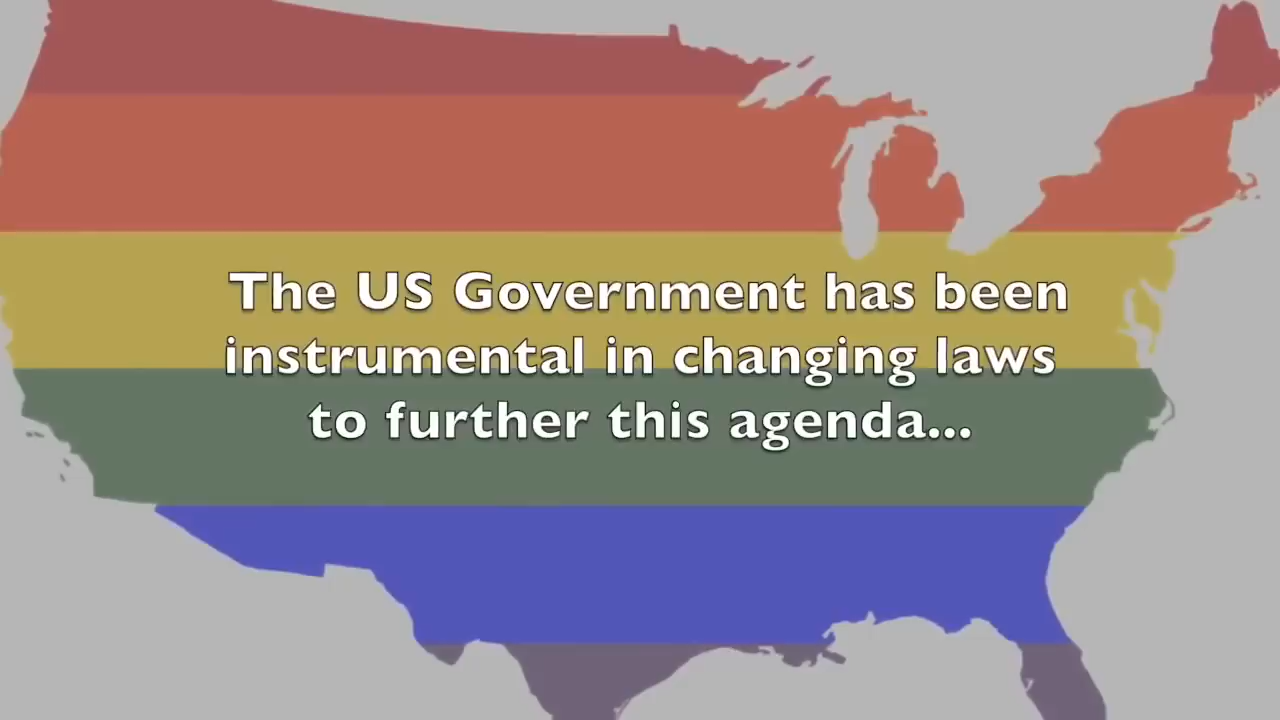 The US Government has been
instrumental in changing laws
to further this agenda...